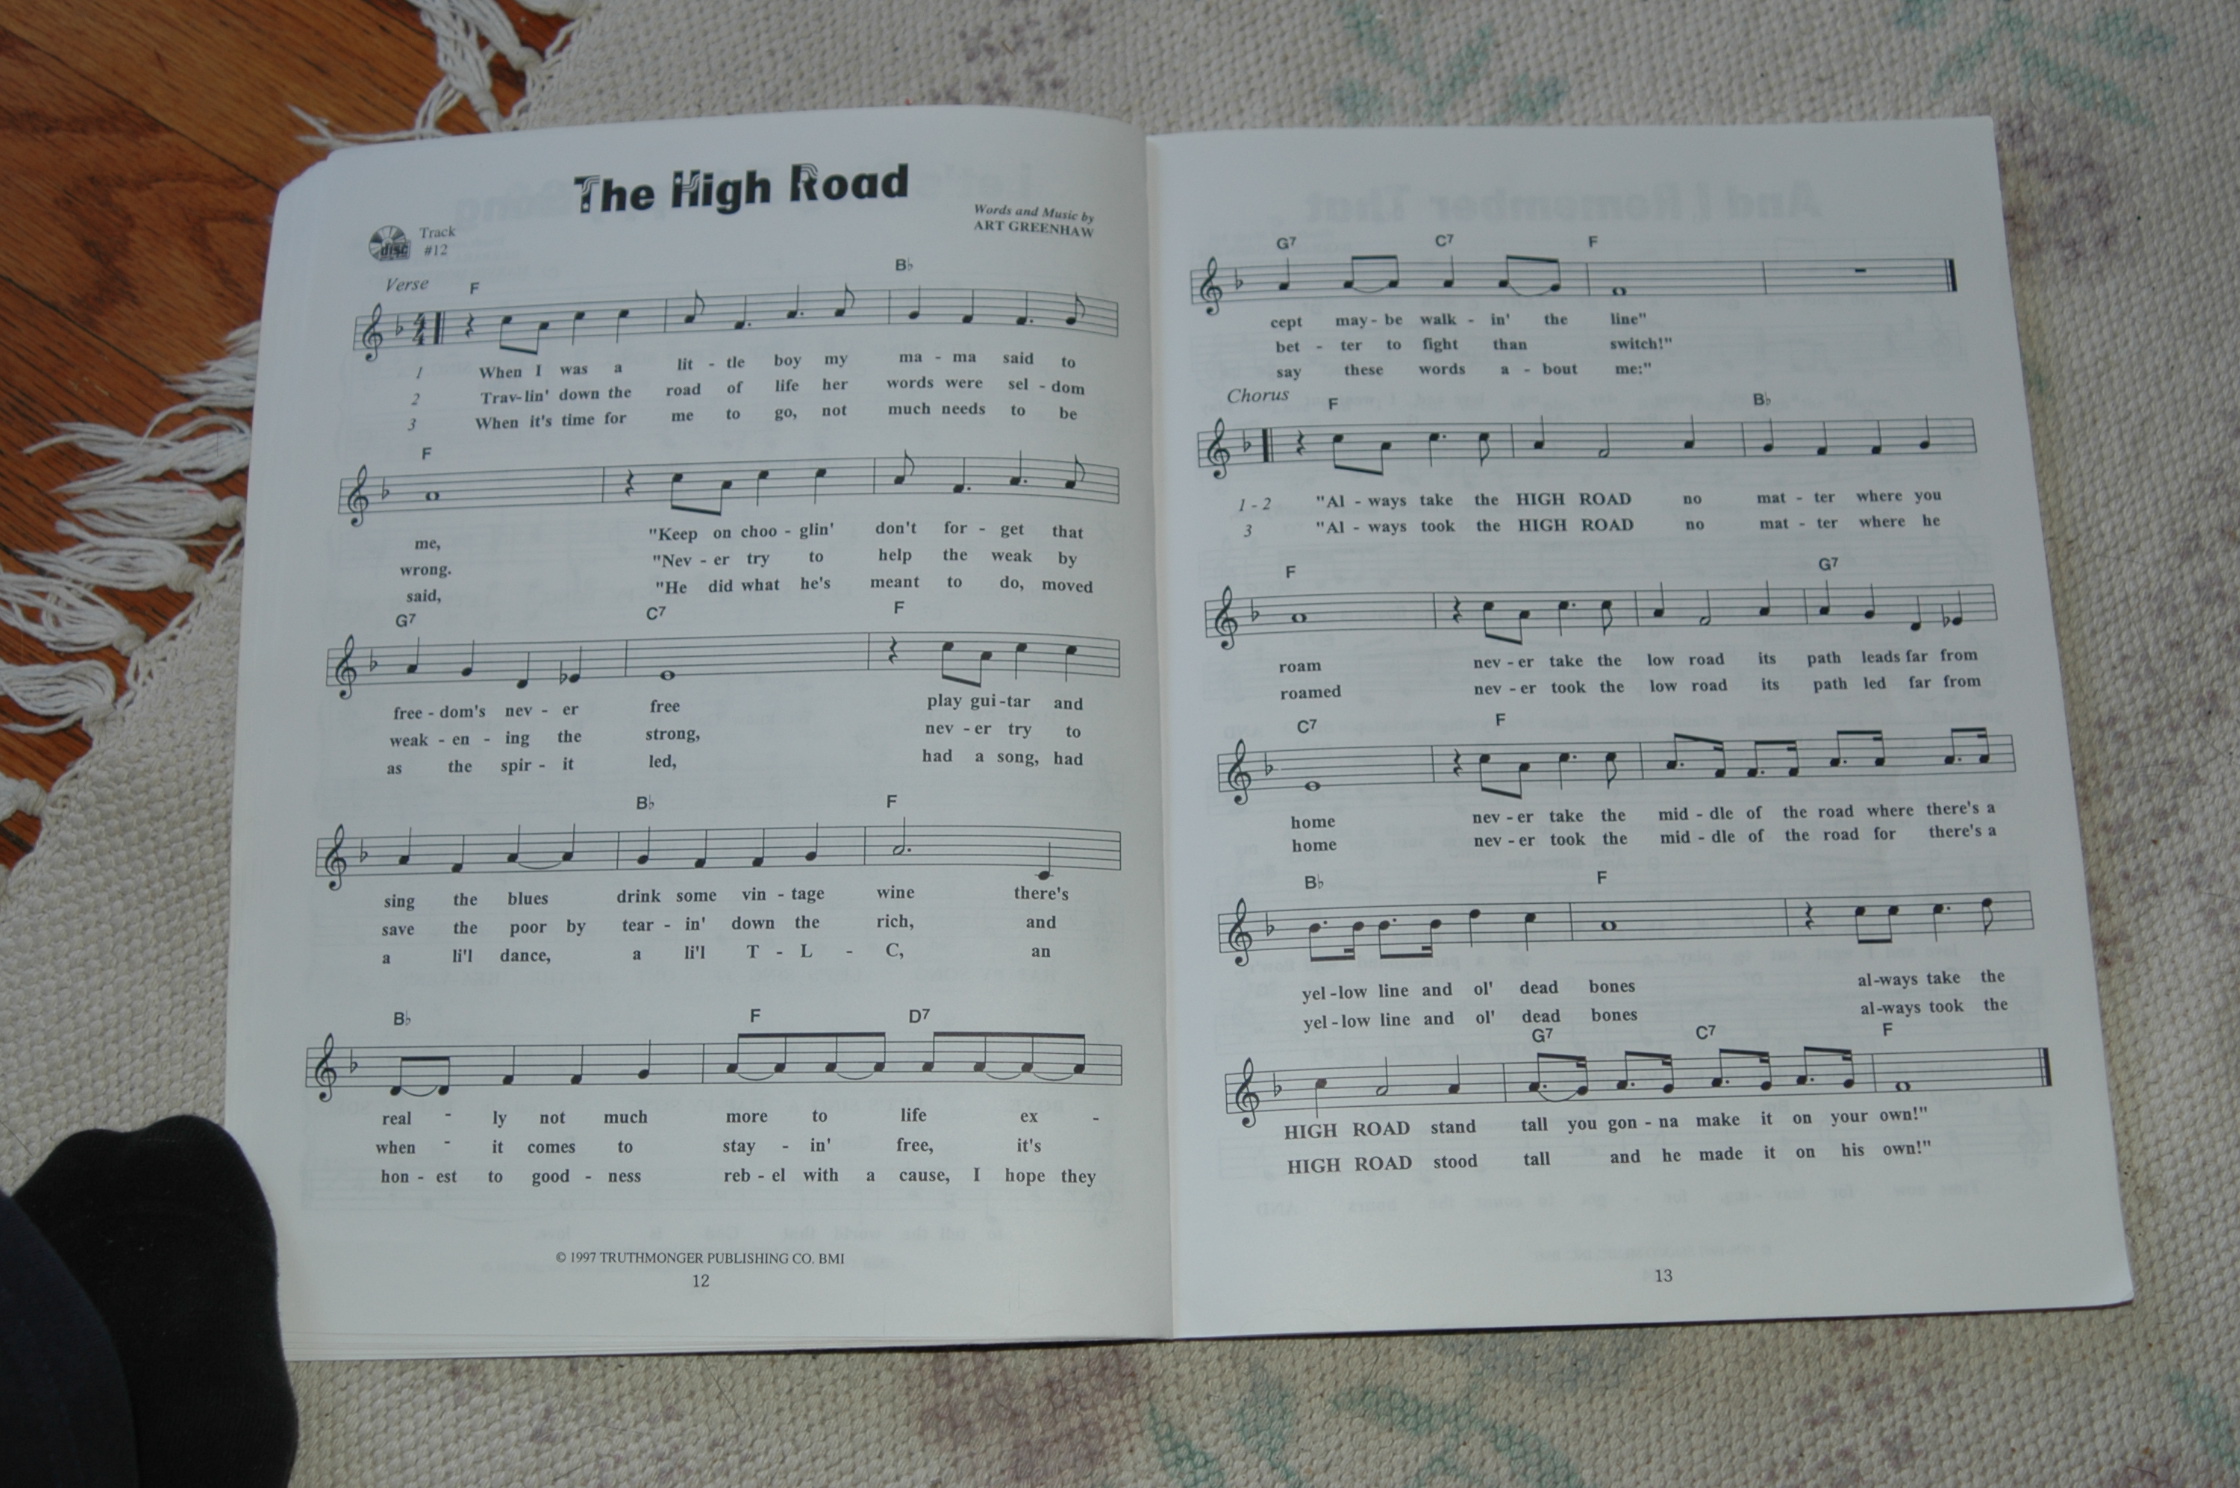 The High Road
Track
disc
#12
Words and Music by
ART GREENHAW
Verse
F B♭
1 When I was a lit - tle boy my ma - ma said to
2 Trav-lin' down the road of life her words were sel - dom
3 When it's time for me to go, not much needs to be
F
me, "Keep on choo - glin' don't for - get that
wrong. "Nev - er try to help the weak by
said, "He did what he's meant to do, moved
G7 C7 F
free - dom's nev - er free play gui - tar and
weak - en - ing the strong, nev - er try to
as the spir - it led, had a song, had
B♭ F
sing the blues drink some vin - tage wine there's
save the poor by tear - in' down the rich, and
a li'l dance, a li'l T - L - C, an
B♭ F D7
real - ly not much more to life ex -
when - it comes to stay - in' free, it's
hon - est to good - ness reb - el with a cause, I hope they
© 1997 TRUTHMONGER PUBLISHING CO. BMI
12
G7 C7 F
cept may - be walk - in' the line"
bet - ter to fight than switch!"
say these words a - bout me:"
Chorus
F B♭
1 - 2 "Al - ways take the HIGH ROAD no mat - ter where you
3 "Al - ways took the HIGH ROAD no mat - ter where he
F G7
roam nev - er take the low road its path leads far from
roamed nev - er took the low road its path led far from
C7 F
home nev - er take the mid - dle of the road where there's a
home nev - er took the mid - dle of the road for there's a
B♭ F
yel - low line and ol' dead bones al-ways take the
yel - low line and ol' dead bones al-ways took the
G7 C7 F
HIGH ROAD stand tall you gon - na make it on your own!"
HIGH ROAD stood tall and he made it on his own!"
13